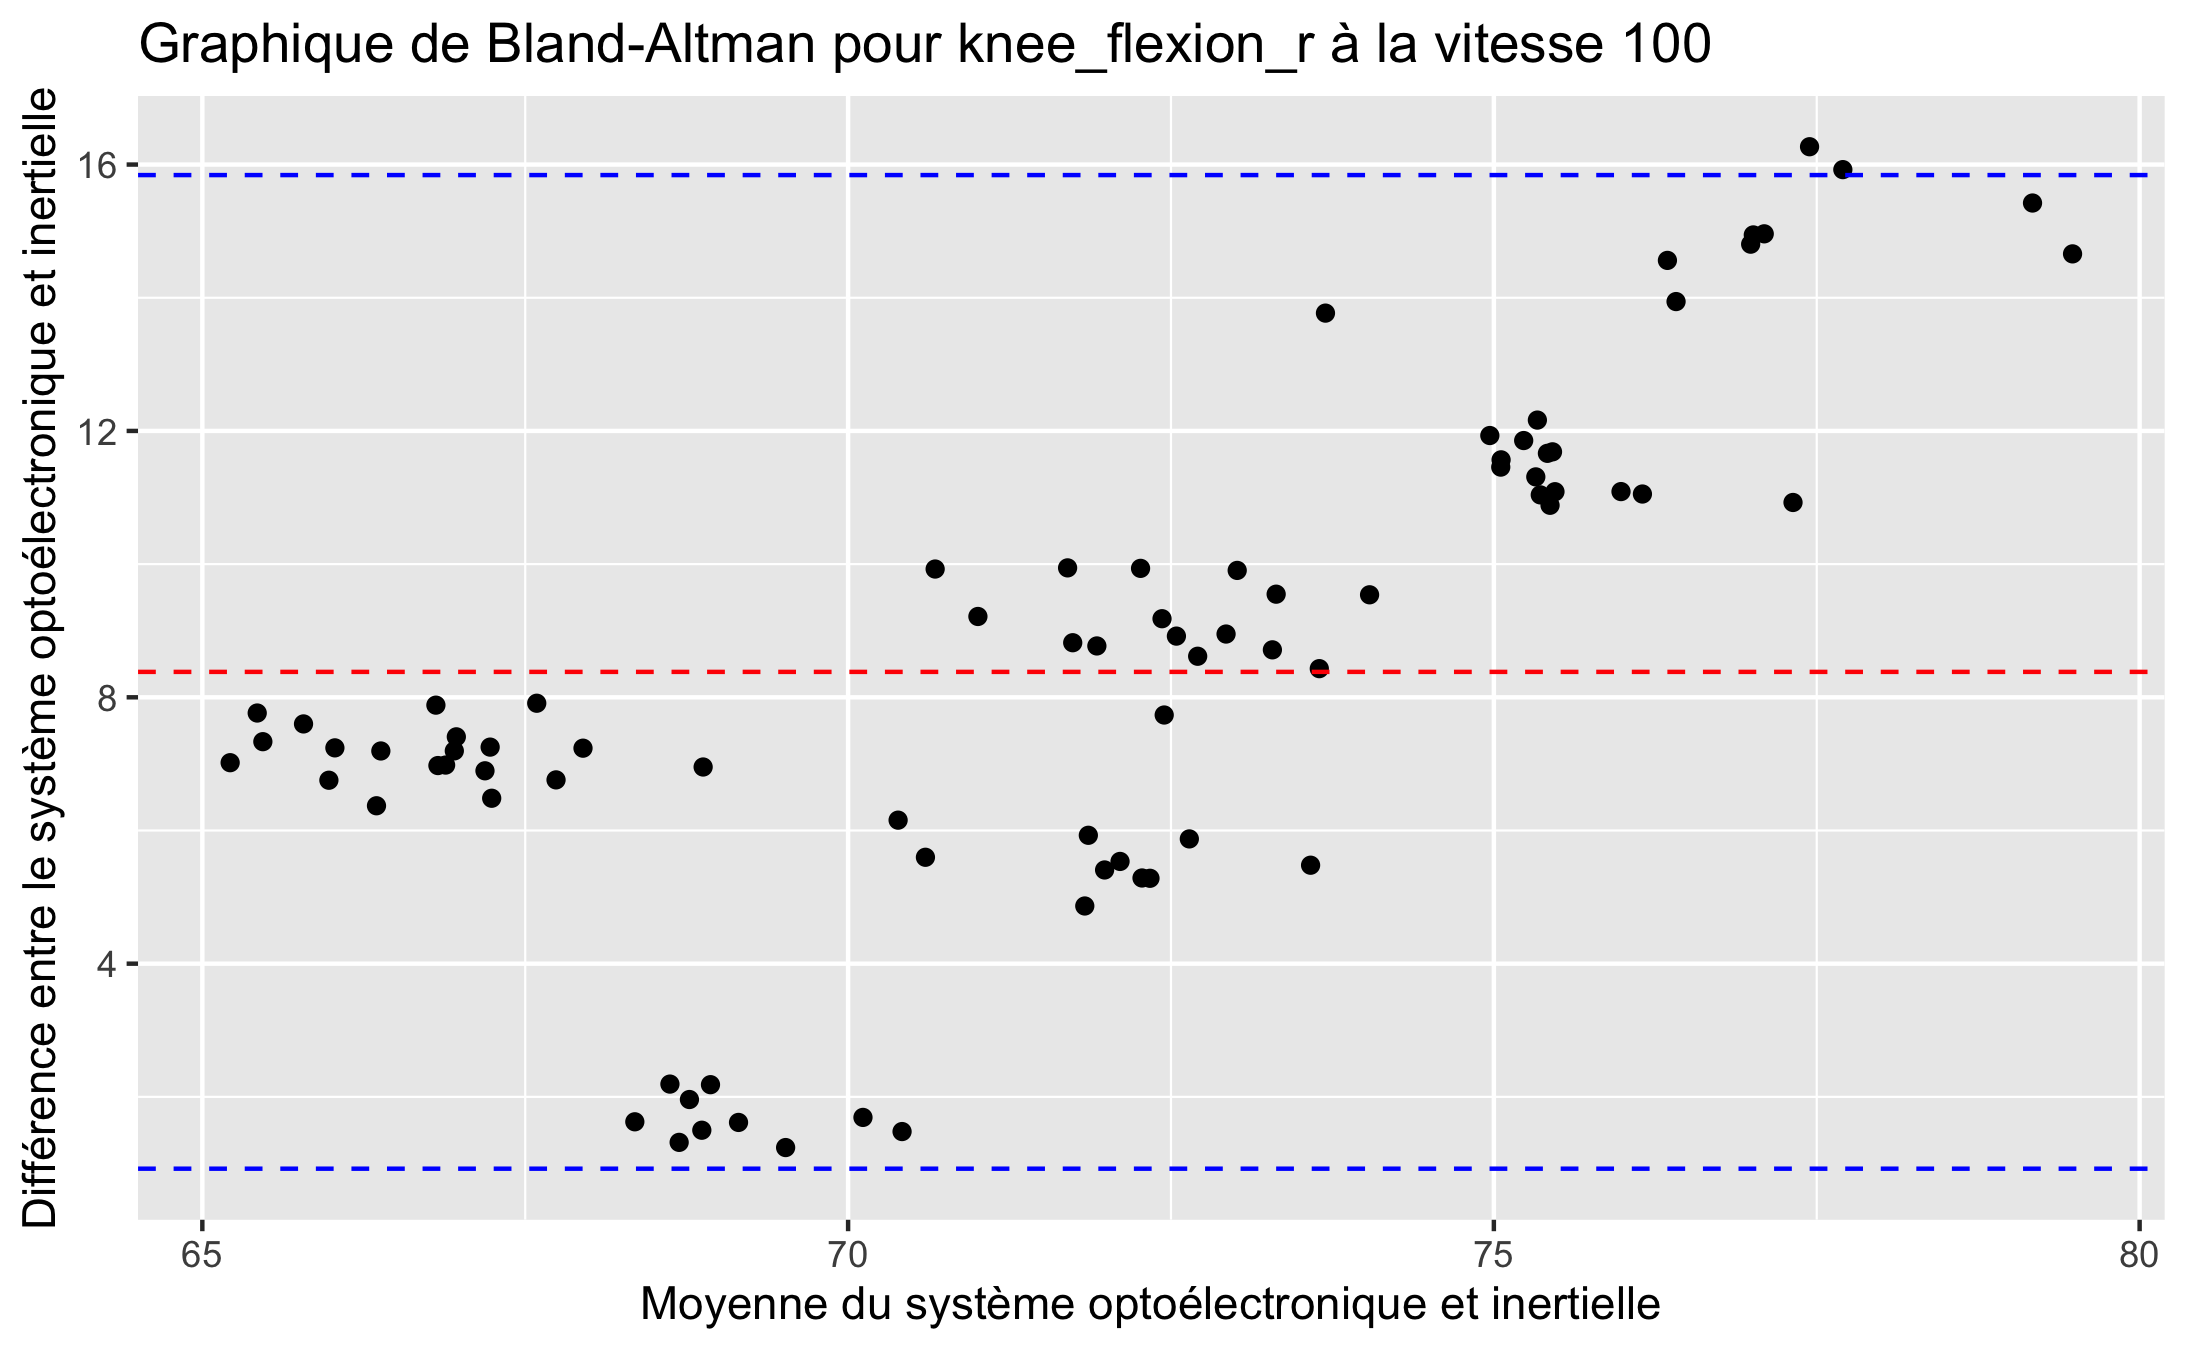 Graphique de Bland-Altman pour knee_flexion_r à la vitesse 100
Différence entre le système optoélectronique et inertielle
16
12
8
4
65
70
75
80
Moyenne du système optoélectronique et inertielle